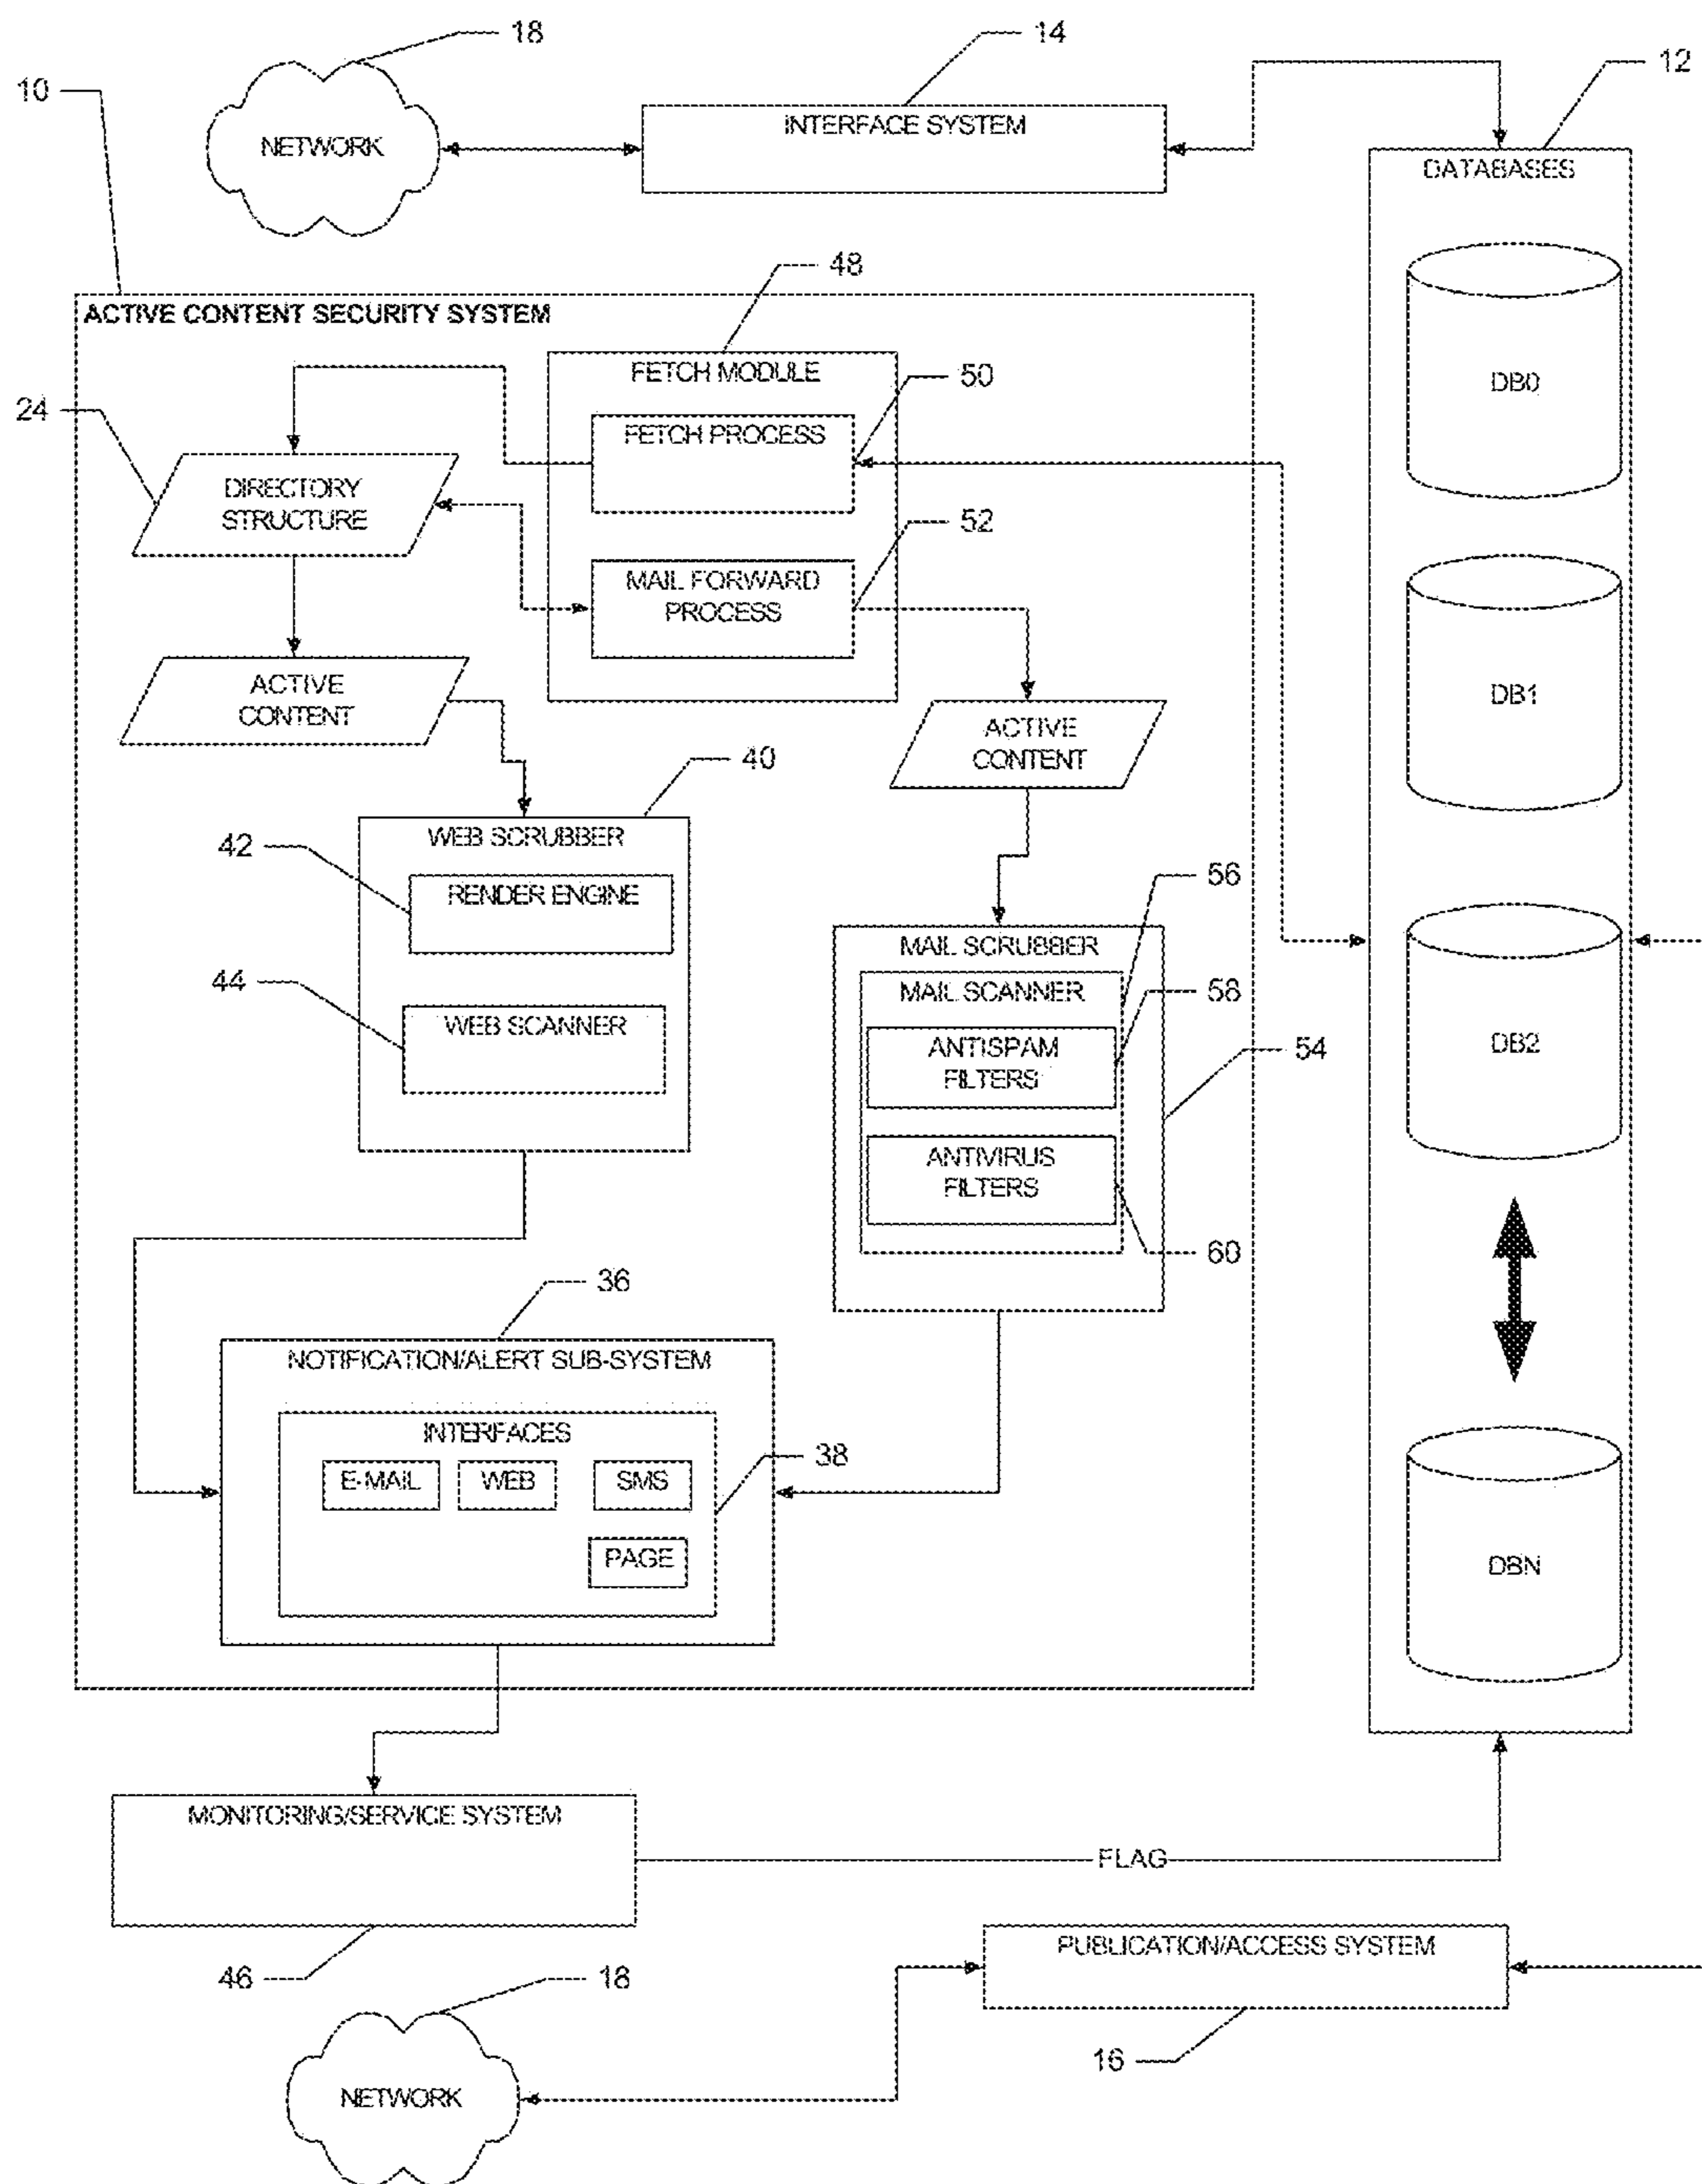 18
14
12
10
NETWORK
INTERFACE SYSTEM
DATABASES
48
ACTIVE CONTENT SECURITY SYSTEM
FETCH MODULE
50
DB0
24
FETCH PROCESS
DIRECTORY
STRUCTURE
52
MAIL FORWARD
PROCESS
ACTIVE
CONTENT
DB1
ACTIVE
CONTENT
40
WEB SCRUBBER
42
RENDER ENGINE
56
MAIL SCRUBBER
44
MAIL SCANNER
58
WEB SCANNER
ANTISPAM
FILTERS
54
DB2
ANTIVIRUS
FILTERS
60
36
NOTIFICATION/ALERT SUB-SYSTEM
INTERFACES
38
E-MAIL
WEB
SMS
PAGE
DBN
MONITORING/SERVICE SYSTEM
FLAG
PUBLICATION/ACCESS SYSTEM
46
18
16
NETWORK